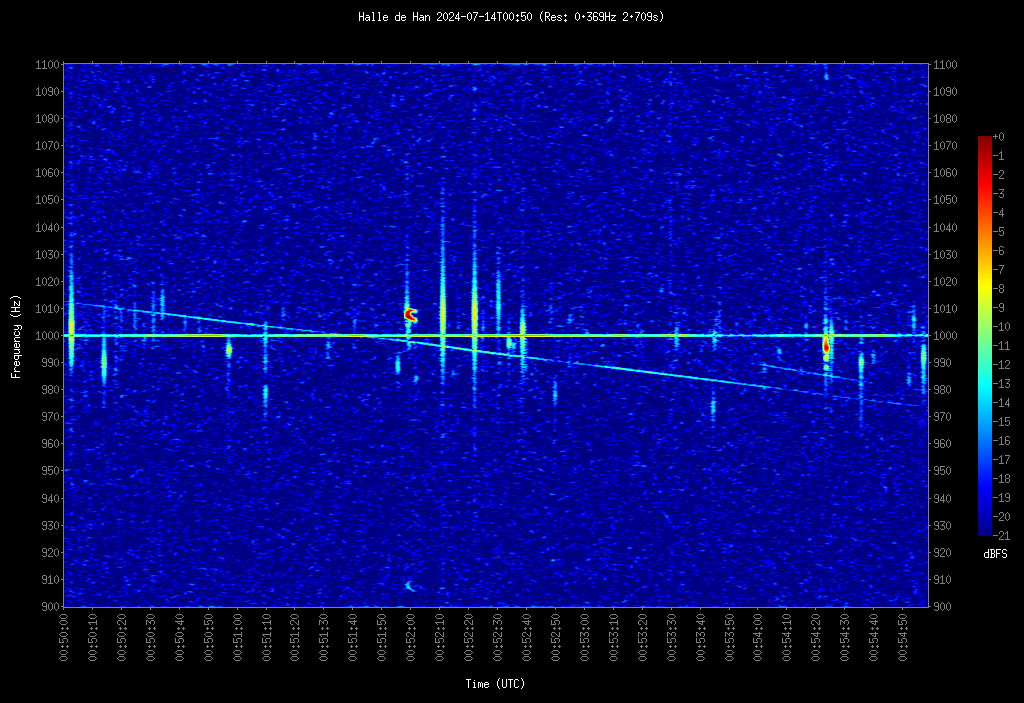 Halle de Han 2024-07-14T00:50 (Res: 0.369Hz 2.709s)
1100 1100 +0
1090 1090 -1
1080 1080 -2
1070 1070 -3
1060 1060 -4
1050 1050 -5
1040 1040 -6
1030 1030 -7
1020 1020 -8
1010 1010 -9
1000 1000 -10
990 990 -11
980 980 -12
970 970 -13
960 960 -14
950 950 -15
940 940 -16
930 930 -17
920 920 -18
910 910 -19
900 900 -20
-21
dBFS
Frequency (Hz)
00:50:00 00:50:10 00:50:20 00:50:30 00:50:40 00:50:50 00:51:00 00:51:10 00:51:20 00:51:30 00:51:40 00:51:50 00:52:00 00:52:10 00:52:20 00:52:30 00:52:40 00:52:50 00:53:00 00:53:10 00:53:20 00:53:30 00:53:40 00:53:50 00:54:00 00:54:10 00:54:20 00:54:30 00:54:40 00:54:50
Time (UTC)